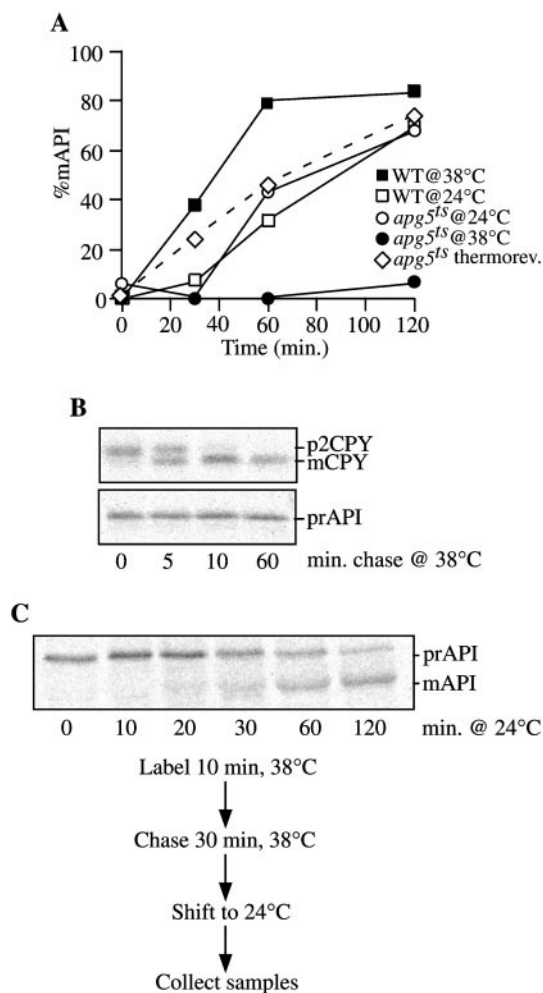 A
100
80
60
40
20
0
%mAPI
0 20 40 60 80 100 120
Time (min.)
WT@38°C
WT@24°C
apg5ts@24°C
apg5ts@38°C
apg5ts thermorev.
B
p2CPY
mCPY
prAPI
0 5 10 60 min. chase @ 38°C
C
prAPI
mAPI
0 10 20 30 60 120 min. @ 24°C
Label 10 min, 38°C
Chase 30 min, 38°C
Shift to 24°C
Collect samples